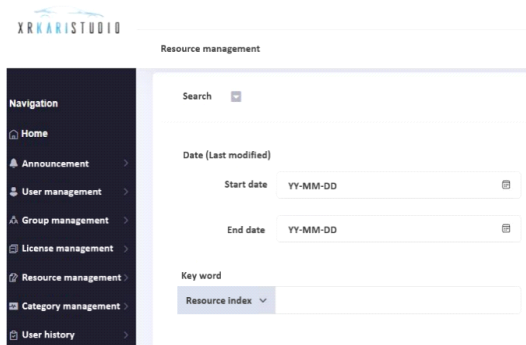 XRKARISTUDIO
Resource management
Navigation
Home
Announcement
User management
Group management
License management
Resource management
Category management
User history
Search
Date (Last modified)
Start date YY-MM-DD
End date YY-MM-DD
Key word
Resource index